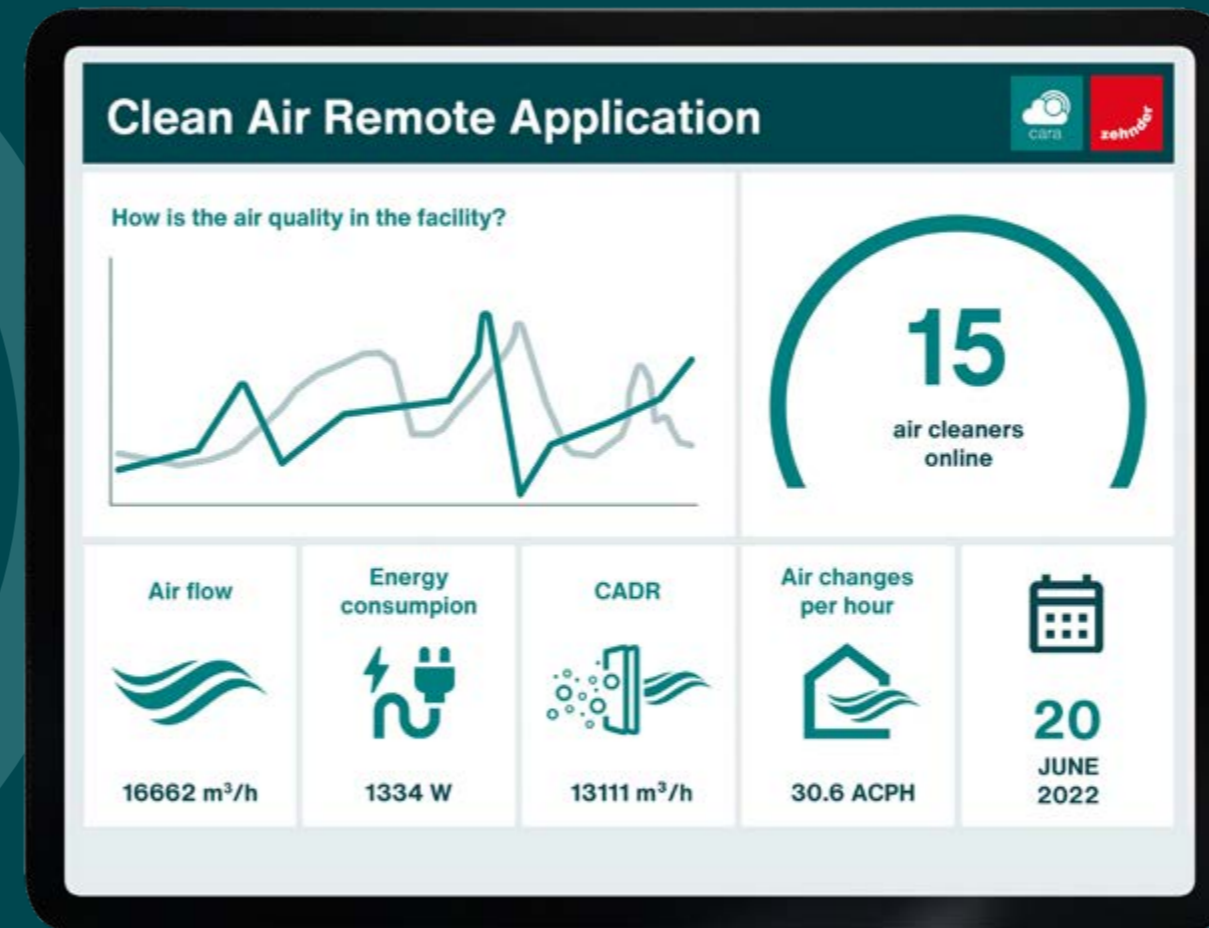 Clean Air Remote Application
cara
zehnder
How is the air quality in the facility?
15
air cleaners
online
Air flow
16662 m³/h
Energy
consumpion
1334 W
CADR
13111 m³/h
Air changes
per hour
30.6 ACPH
20
JUNE
2022